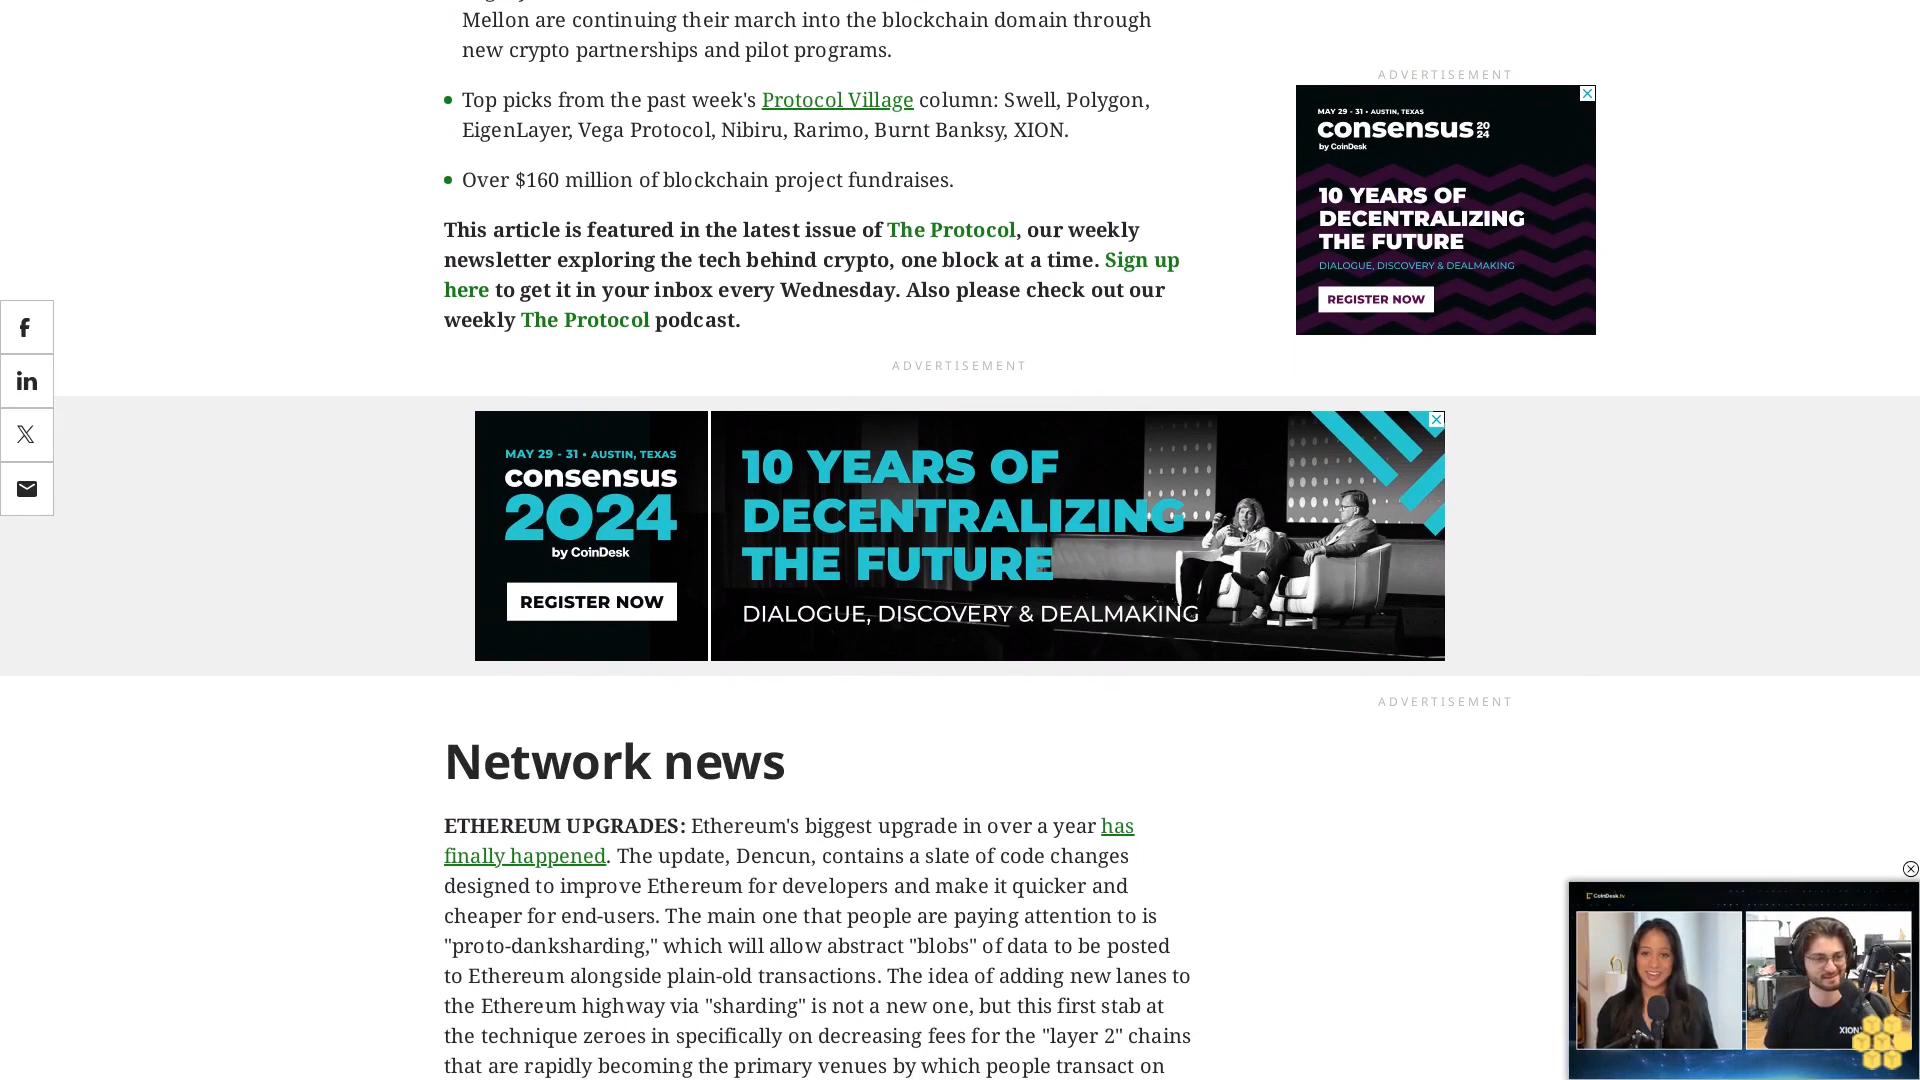 Mellon are continuing their march into the blockchain domain through
new crypto partnerships and pilot programs.
Top picks from the past week's Protocol Village column: Swell, Polygon,
EigenLayer, Vega Protocol, Nibiru, Rarimo, Burnt Banksy, XION.
Over $160 million of blockchain project fundraises.
This article is featured in the latest issue of The Protocol, our weekly
newsletter exploring the tech behind crypto, one block at a time. Sign up
here to get it in your inbox every Wednesday. Also please check out our
weekly The Protocol podcast.
ADVERTISEMENT
MAY 29 - 31 • AUSTIN, TEXAS
consensus 20
24
by CoinDesk
10 YEARS OF
DECENTRALIZING
THE FUTURE
DIALOGUE, DISCOVERY & DEALMAKING
REGISTER NOW
f
in
X
ADVERTISEMENT
MAY 29 - 31 • AUSTIN, TEXAS
consensus
2024
by CoinDesk
REGISTER NOW
10 YEARS OF
DECENTRALIZING
THE FUTURE
DIALOGUE, DISCOVERY & DEALMAKING
ADVERTISEMENT
Network news
ETHEREUM UPGRADES: Ethereum's biggest upgrade in over a year has
finally happened. The update, Dencun, contains a slate of code changes
designed to improve Ethereum for developers and make it quicker and
cheaper for end-users. The main one that people are paying attention to is
"proto-danksharding," which will allow abstract "blobs" of data to be posted
to Ethereum alongside plain-old transactions. The idea of adding new lanes to
the Ethereum highway via "sharding" is not a new one, but this first stab at
the technique zeroes in specifically on decreasing fees for the "layer 2" chains
that are rapidly becoming the primary venues by which people transact on
CoinDesk.tv
XION